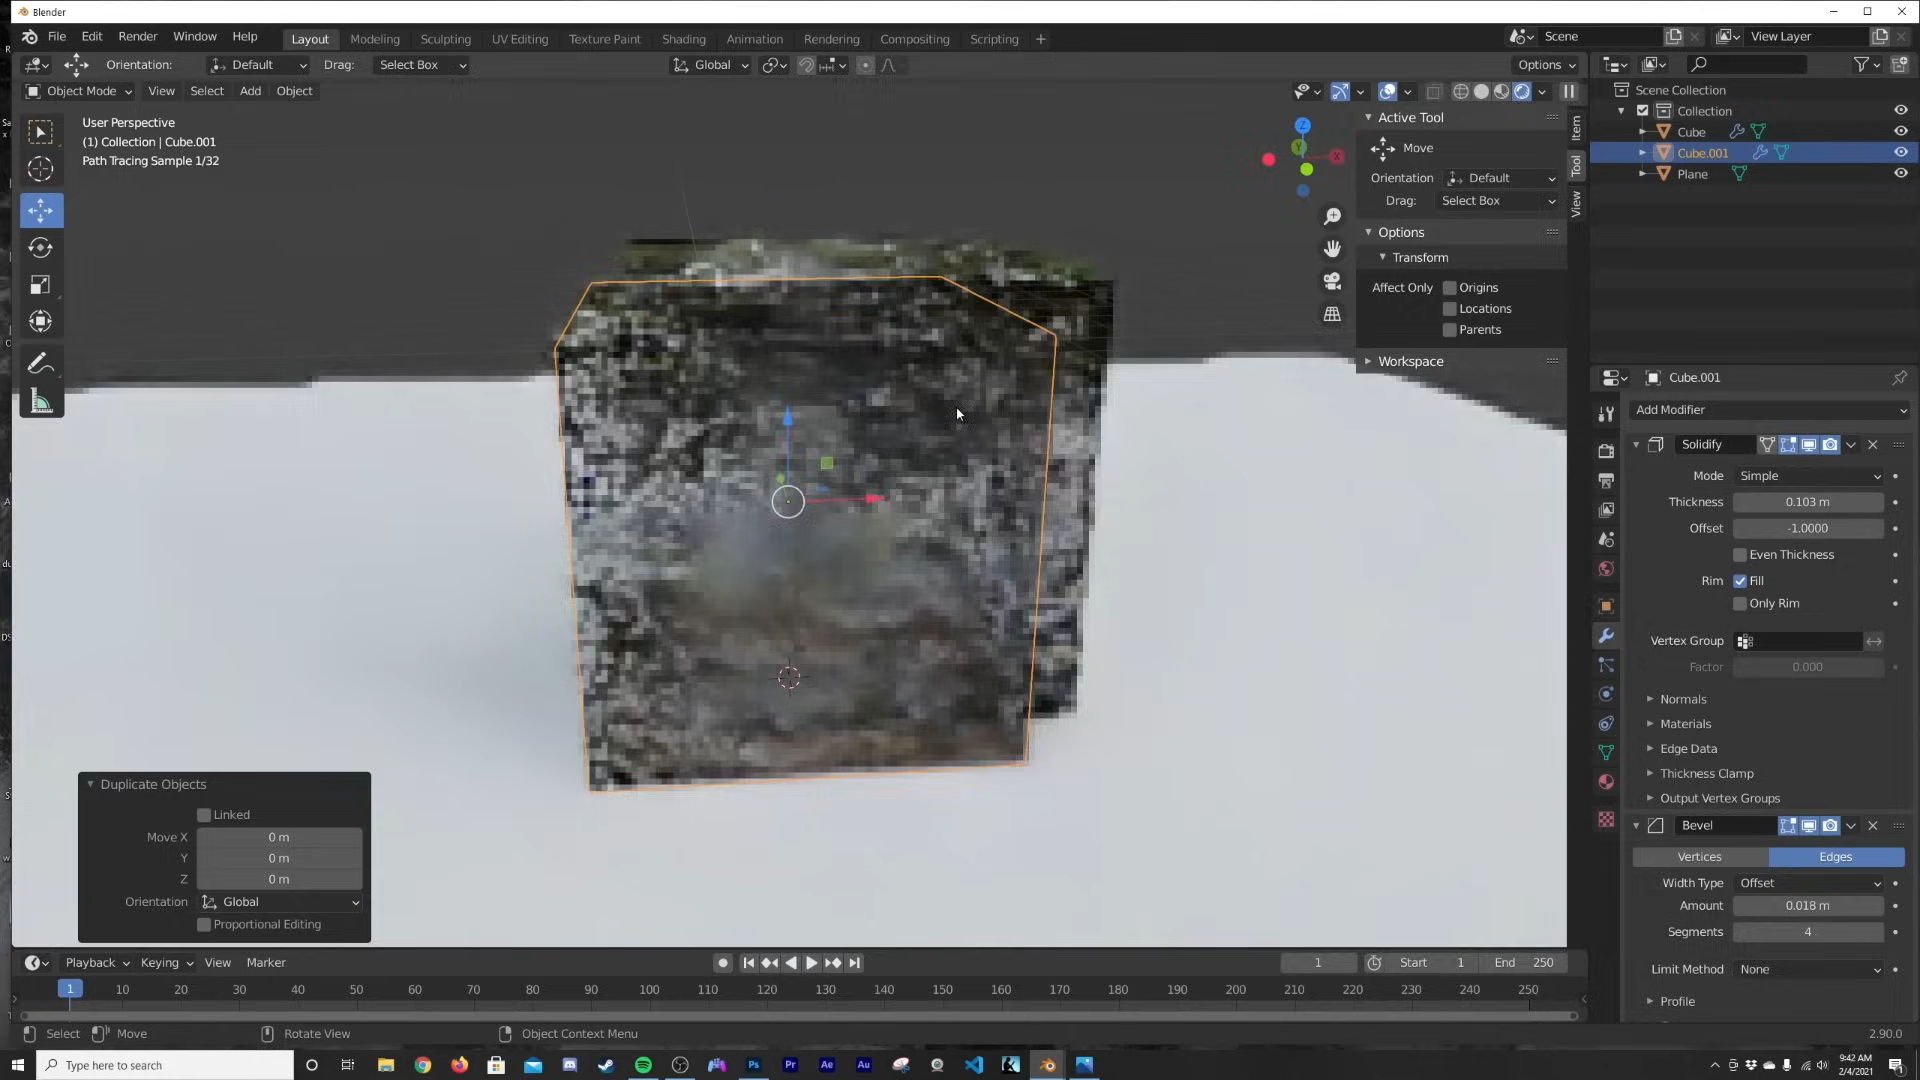 Blender
File Edit Render Window Help
Layout Modeling Sculpting UV Editing Texture Paint Shading Animation Rendering Compositing Scripting +
Scene
View Layer
Orientation: Default Drag: Select Box
Global
Options
Object Mode View Select Add Object
User Perspective
(1) Collection | Cube.001
Path Tracing Sample 1/32
Z
Y
X
Active Tool
Move
Orientation Default
Drag: Select Box
Options
Transform
Affect Only Origins
Locations
Parents
Workspace
Item
Tool
View
Scene Collection
Collection
Cube
Cube.001
Plane
Cube.001
Add Modifier
Solidify
Mode Simple
Thickness 0.103 m
Offset -1.0000
Even Thickness
Rim Fill
Only Rim
Vertex Group
Factor 0.000
Normals
Materials
Edge Data
Thickness Clamp
Output Vertex Groups
Bevel
Vertices Edges
Width Type Offset
Amount 0.018 m
Segments 4
Limit Method None
Profile
Duplicate Objects
Linked
Move X 0 m
Y 0 m
Z 0 m
Orientation Global
Proportional Editing
Playback Keying View Marker
1 Start 1 End 250
1 10 20 30 40 50 60 70 80 90 100 110 120 130 140 150 160 170 180 190 200 210 220 230 240 250
Select Move Rotate View Object Context Menu 2.90.0
Type here to search
Ps Pr Ae Au
9:42 AM
2/4/2021